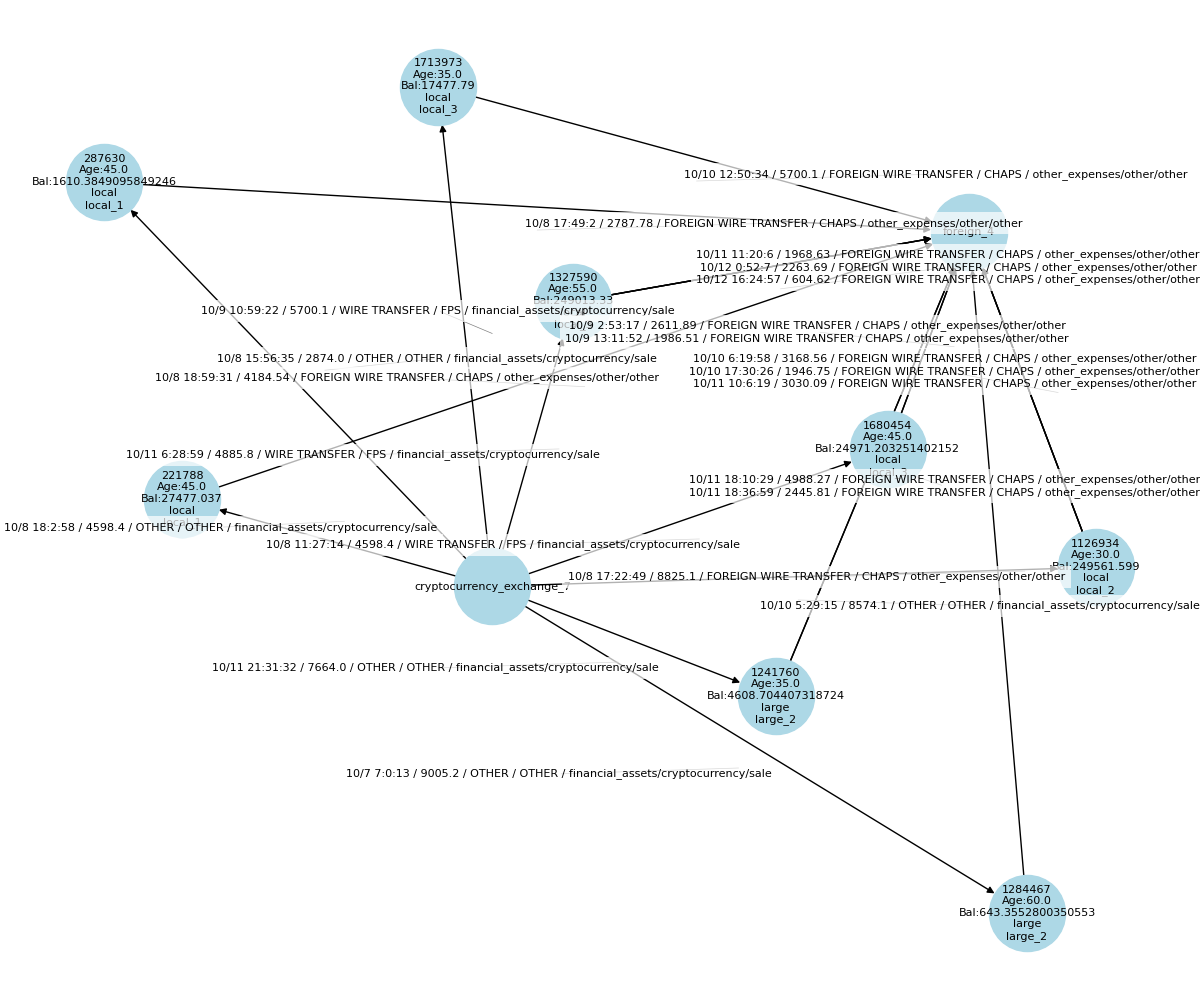 1713973
Age:35.0
Bal:17477.79
local
local_3
287630
Age:45.0
Bal:1610.3849095849246
local
local_1
10/10 12:50:34 / 5700.1 / FOREIGN WIRE TRANSFER / CHAPS / other_expenses/other/other
10/8 17:49:2 / 2787.78 / FOREIGN WIRE TRANSFER / CHAPS / other_expenses/other/other
foreign_4
10/11 11:20:6 / 1968.63 / FOREIGN WIRE TRANSFER / CHAPS / other_expenses/other/other
10/12 0:52:7 / 2263.69 / FOREIGN WIRE TRANSFER / CHAPS / other_expenses/other/other
10/12 16:24:57 / 604.62 / FOREIGN WIRE TRANSFER / CHAPS / other_expenses/other/other
1327590
Age:55.0
Bal:249013.33
10/9 10:59:22 / 5700.1 / WIRE TRANSFER / FPS / financial_assets/cryptocurrency/sale
10/9 2:53:17 / 2611.89 / FOREIGN WIRE TRANSFER / CHAPS / other_expenses/other/other
10/9 13:11:52 / 1986.51 / FOREIGN WIRE TRANSFER / CHAPS / other_expenses/other/other
10/8 15:56:35 / 2874.0 / OTHER / OTHER / financial_assets/cryptocurrency/sale
10/10 6:19:58 / 3168.56 / FOREIGN WIRE TRANSFER / CHAPS / other_expenses/other/other
10/10 17:30:26 / 1946.75 / FOREIGN WIRE TRANSFER / CHAPS / other_expenses/other/other
10/11 10:6:19 / 3030.09 / FOREIGN WIRE TRANSFER / CHAPS / other_expenses/other/other
10/8 18:59:31 / 4184.54 / FOREIGN WIRE TRANSFER / CHAPS / other_expenses/other/other
1680454
Age:45.0
Bal:24971.203251402152
local
local_3
10/11 6:28:59 / 4885.8 / WIRE TRANSFER / FPS / financial_assets/cryptocurrency/sale
221788
Age:45.0
Bal:27477.037
local
local_1
10/11 18:10:29 / 4988.27 / FOREIGN WIRE TRANSFER / CHAPS / other_expenses/other/other
10/11 18:36:59 / 2445.81 / FOREIGN WIRE TRANSFER / CHAPS / other_expenses/other/other
10/8 18:2:58 / 4598.4 / OTHER / OTHER / financial_assets/cryptocurrency/sale
10/8 11:27:14 / 4598.4 / WIRE TRANSFER / FPS / financial_assets/cryptocurrency/sale
1126934
Age:30.0
Bal:249561.599
local
local_2
10/8 17:22:49 / 8825.1 / FOREIGN WIRE TRANSFER / CHAPS / other_expenses/other/other
cryptocurrency_exchange_7
10/10 5:29:15 / 8574.1 / OTHER / OTHER / financial_assets/cryptocurrency/sale
10/11 21:31:32 / 7664.0 / OTHER / OTHER / financial_assets/cryptocurrency/sale
1241760
Age:35.0
Bal:4608.704407318724
large
large_2
10/7 7:0:13 / 9005.2 / OTHER / OTHER / financial_assets/cryptocurrency/sale
1284467
Age:60.0
Bal:643.3552800350553
large
large_2